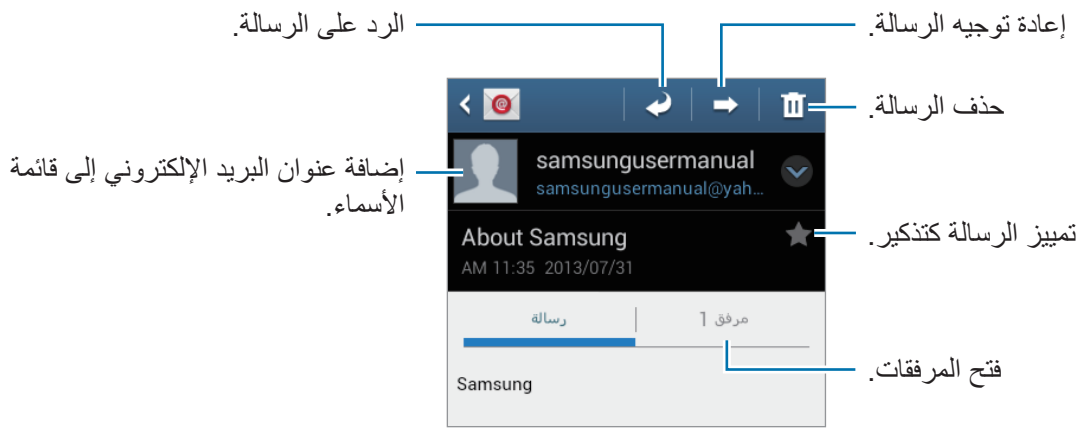 إعادة توجيه الرسالة.
الرد على الرسالة.
حذف الرسالة.
إضافة عنوان البريد الإلكتروني إلى قائمة
الأسماء.
samsungusermanual
samsungusermanual@yah...
تمييز الرسالة كتذكير.
About Samsung
AM 11:35 2013/07/31
رسالة
مرفق 1
فتح المرفقات.
Samsung